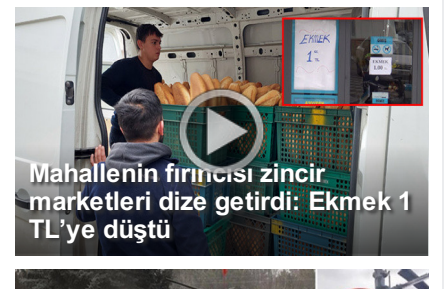 EKMEK
1=
EKMEK
1.00
Mahallenin fırıncısı zincir
marketleri dize getirdi: Ekmek 1
TL'ye düştü